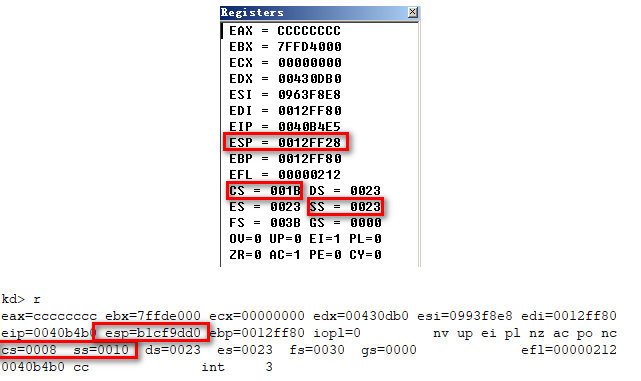 Registers
EAX = CCCCCCCC
EBX = 7FFD4000
ECX = 00000000
EDX = 00430DB0
ESI = 0963F8E8
EDI = 0012FF80
EIP = 0040B4E5
ESP = 0012FF28
EBP = 0012FF80
EFL = 00000212
CS = 001B DS = 0023
ES = 0023 SS = 0023
FS = 003B GS = 0000
OV=0 UP=0 EI=1 PL=0
ZR=0 AC=1 PE=0 CY=0
kd> r
eax=cccccccc ebx=7ffde000 ecx=00000000 edx=00430db0 esi=0993f8e8 edi=0012ff80
eip=0040b4b0 esp=b1cf9dd0 ebp=0012ff80 iopl=0 nv up ei pl nz ac po nc
cs=0008 ss=0010 ds=0023 es=0023 fs=0030 gs=0000 efl=00000212
0040b4b0 cc int 3